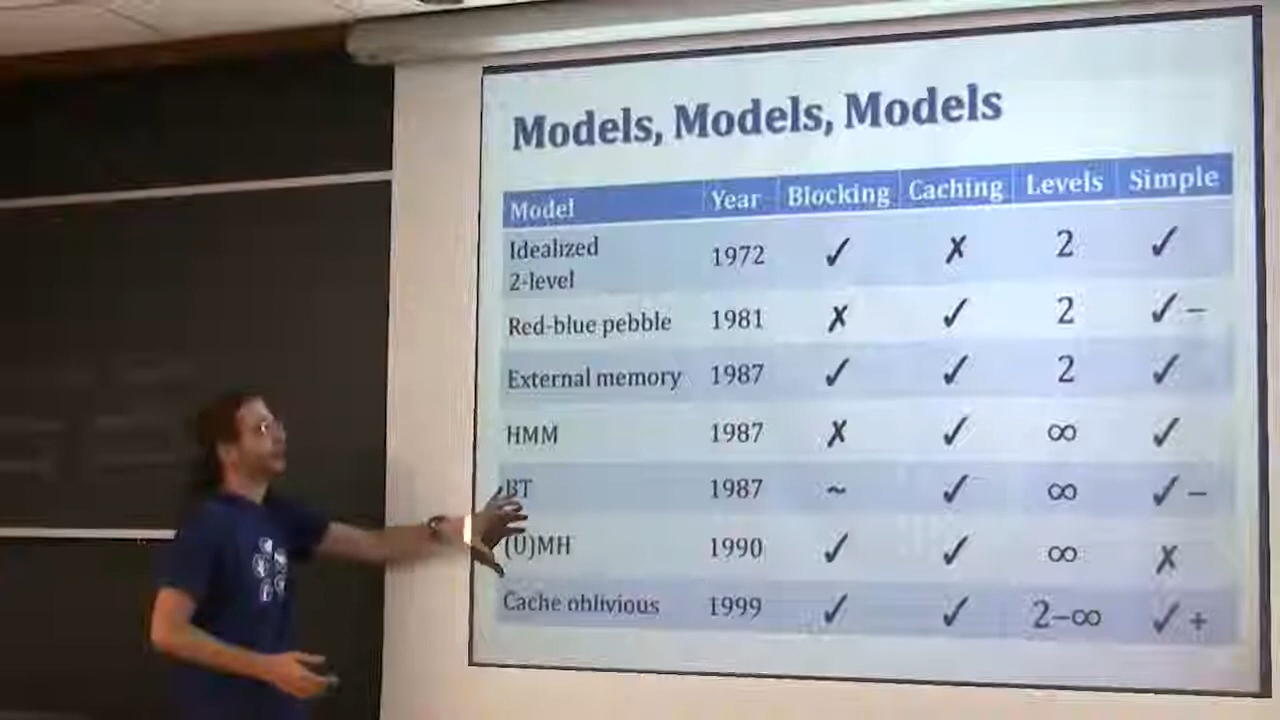 Models, Models, Models
Model Year Blocking Caching Levels Simple
Idealized
2-level 1972 ✓ ✗ 2 ✓
Red-blue pebble 1981 ✗ ✓ 2 ✓ –
External memory 1987 ✓ ✓ 2 ✓
HMM 1987 ✗ ✓ ∞ ✓
BT 1987 ~ ✓ ∞ ✓ –
(U)MH 1990 ✓ ✓ ∞ ✗
Cache oblivious 1999 ✓ ✓ 2–∞ ✓ +